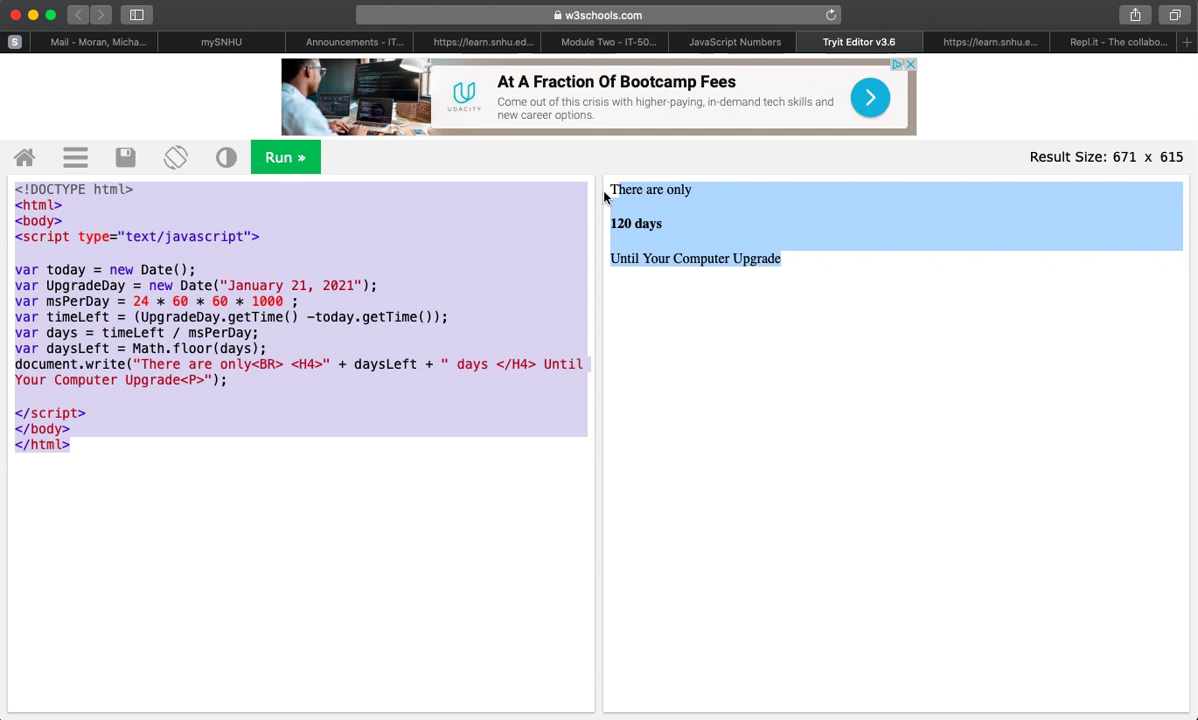 w3schools.com
S
Mail - Moran, Micha...
mySNHU
Announcements - IT...
https://learn.snhu.ed...
Module Two - IT-50...
JavaScript Numbers
Tryit Editor v3.6
https://learn.snhu.e...
Repl.it - The collabo...
UDACITY
At A Fraction Of Bootcamp Fees
Come out of this crisis with higher-paying, in-demand tech skills and
new career options.
Run »
Result Size: 671 x 615
<!DOCTYPE html>
<html>
<body>
<script type="text/javascript">
var today = new Date();
var UpgradeDay = new Date("January 21, 2021");
var msPerDay = 24 * 60 * 60 * 1000 ;
var timeLeft = (UpgradeDay.getTime() -today.getTime());
var days = timeLeft / msPerDay;
var daysLeft = Math.floor(days);
document.write("There are only<BR> <H4>" + daysLeft + " days </H4> Until
Your Computer Upgrade<P>");
</script>
</body>
</html>
There are only
120 days
Until Your Computer Upgrade